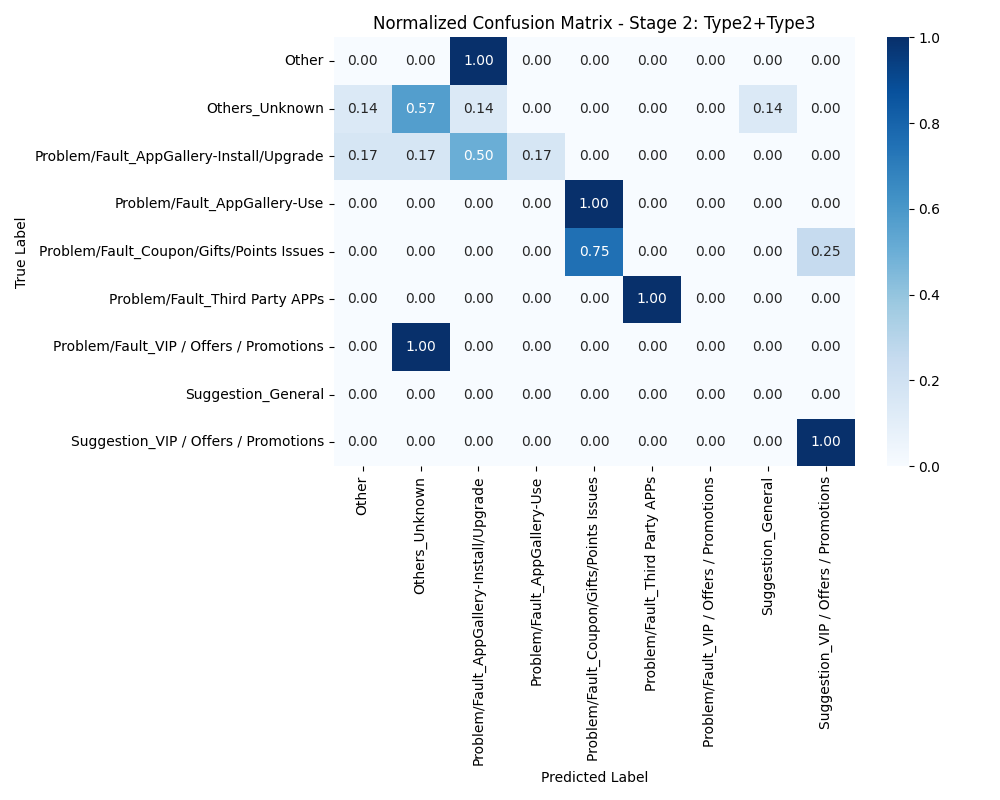 Normalized Confusion Matrix - Stage 2: Type2+Type3
True Label
Other 0.00 0.00 1.00 0.00 0.00 0.00 0.00 0.00 0.00
Others_Unknown 0.14 0.57 0.14 0.00 0.00 0.00 0.00 0.14 0.00
Problem/Fault_AppGallery-Install/Upgrade 0.17 0.17 0.50 0.17 0.00 0.00 0.00 0.00 0.00
Problem/Fault_AppGallery-Use 0.00 0.00 0.00 0.00 1.00 0.00 0.00 0.00 0.00
Problem/Fault_Coupon/Gifts/Points Issues 0.00 0.00 0.00 0.00 0.75 0.00 0.00 0.00 0.25
Problem/Fault_Third Party APPs 0.00 0.00 0.00 0.00 0.00 1.00 0.00 0.00 0.00
Problem/Fault_VIP / Offers / Promotions 0.00 1.00 0.00 0.00 0.00 0.00 0.00 0.00 0.00
Suggestion_General 0.00 0.00 0.00 0.00 0.00 0.00 0.00 0.00 0.00
Suggestion_VIP / Offers / Promotions 0.00 0.00 0.00 0.00 0.00 0.00 0.00 0.00 1.00
Other
Others_Unknown
Problem/Fault_AppGallery-Install/Upgrade
Problem/Fault_AppGallery-Use
Problem/Fault_Coupon/Gifts/Points Issues
Problem/Fault_Third Party APPs
Problem/Fault_VIP / Offers / Promotions
Suggestion_General
Suggestion_VIP / Offers / Promotions
Predicted Label
1.0
0.8
0.6
0.4
0.2
0.0